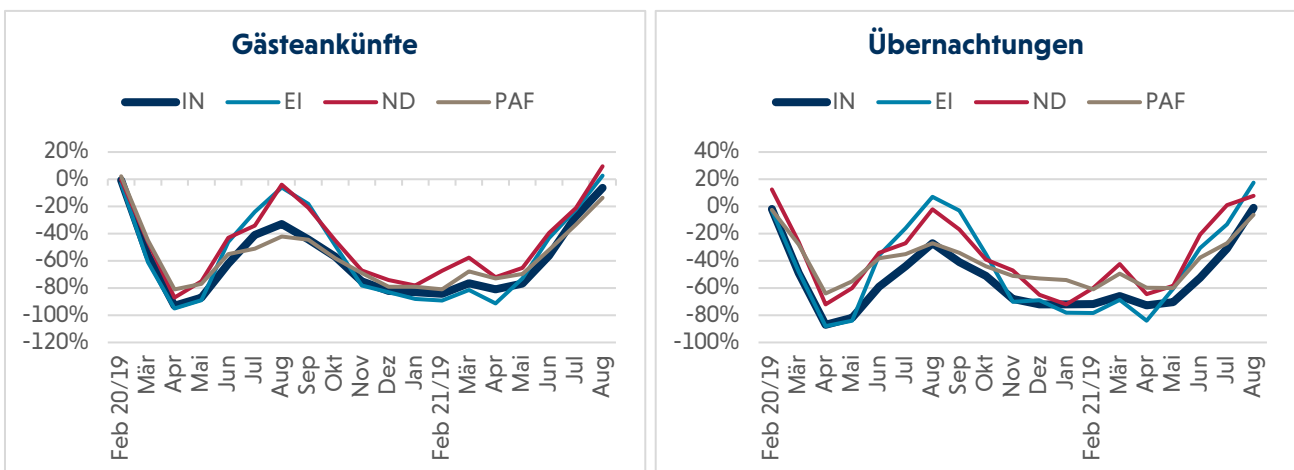 Gästeankünfte
IN EI ND PAF
20%
0%
-20%
-40%
-60%
-80%
-100%
-120%
Feb 20/19
Mär
Apr
Mai
Jun
Jul
Aug
Sep
Okt
Nov
Dez
Jan
Feb 21/19
Mär
Apr
Mai
Jun
Jul
Aug
Übernachtungen
IN EI ND PAF
40%
20%
0%
-20%
-40%
-60%
-80%
-100%
Feb 20/19
Mär
Apr
Mai
Jun
Jul
Aug
Sep
Okt
Nov
Dez
Jan
Feb 21/19
Mär
Apr
Mai
Jun
Jul
Aug